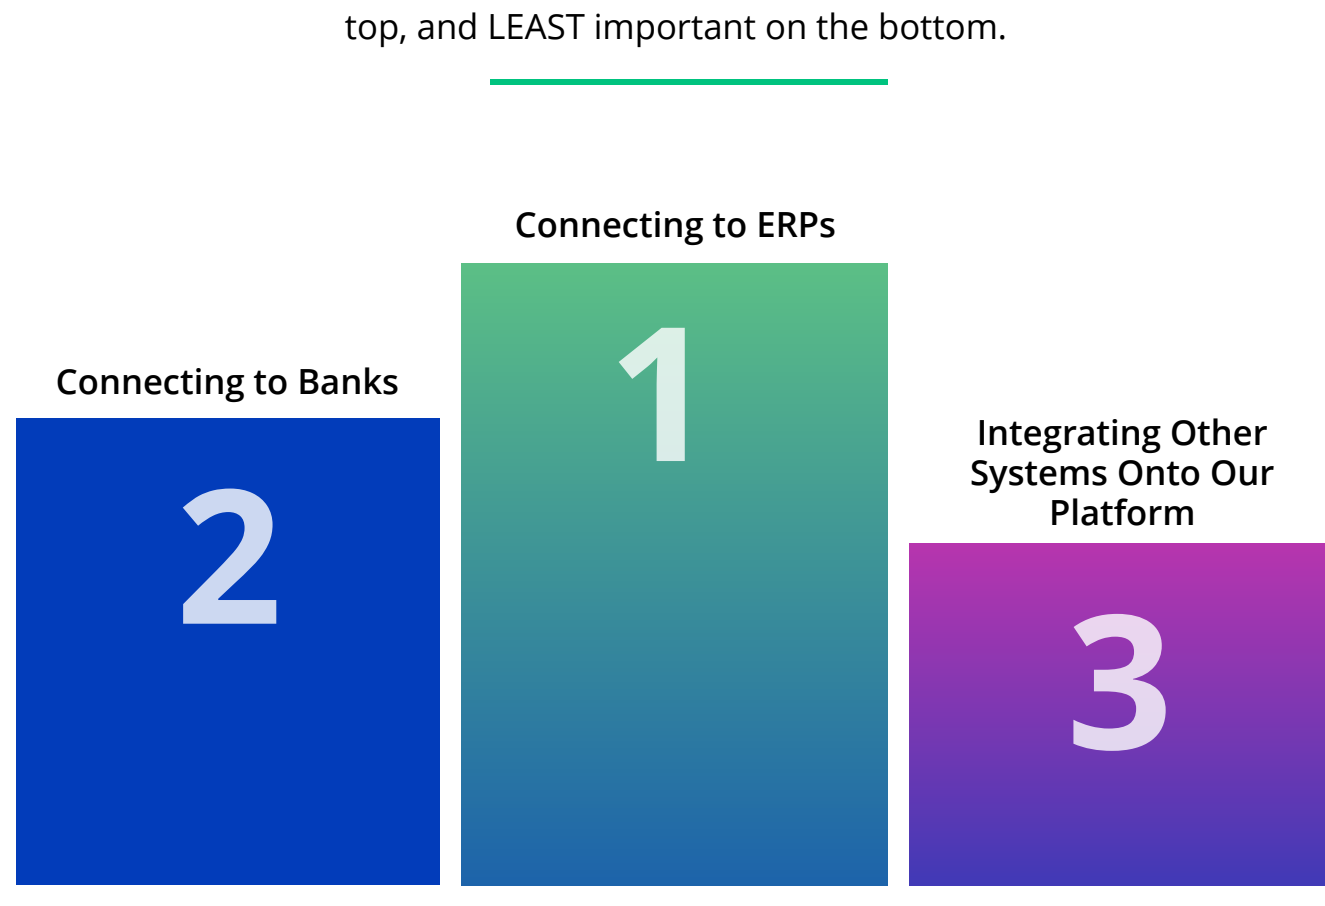 top, and LEAST important on the bottom.
Connecting to ERPs
1
Connecting to Banks
2
Integrating Other
Systems Onto Our
Platform
3